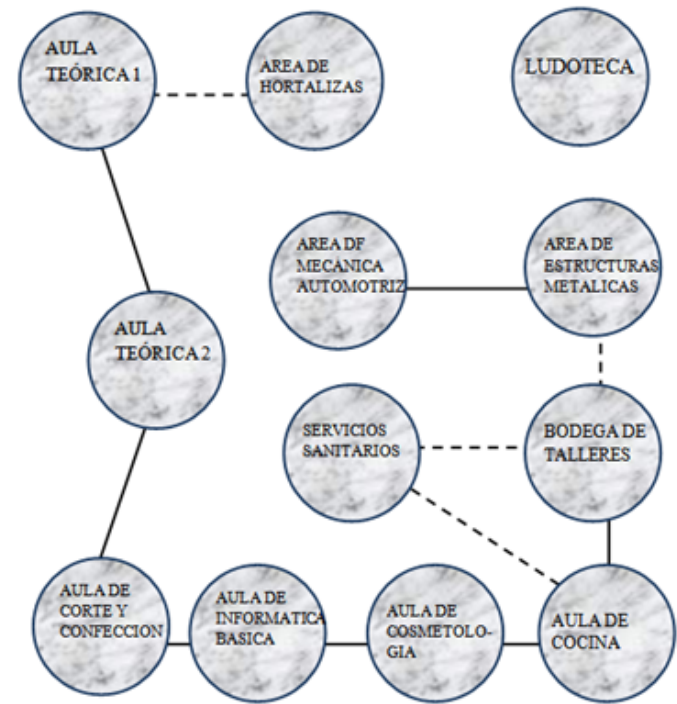 AULA
TEÓRICA 1
AREA DE
HORTALIZAS
LUDOTECA
AREA DE
MECANICA
AUTOMOTRIZ
AREA DE
ESTRUCTURAS
METALICAS
AULA
TEÓRICA 2
SERVICIOS
SANITARIOS
BODEGA DE
TALLERES
AULA DE
CORTE Y
CONFECCION
AULA DE
INFORMATICA
BASICA
AULA DE
COSMETOLO-
GIA
AULA DE
COCINA